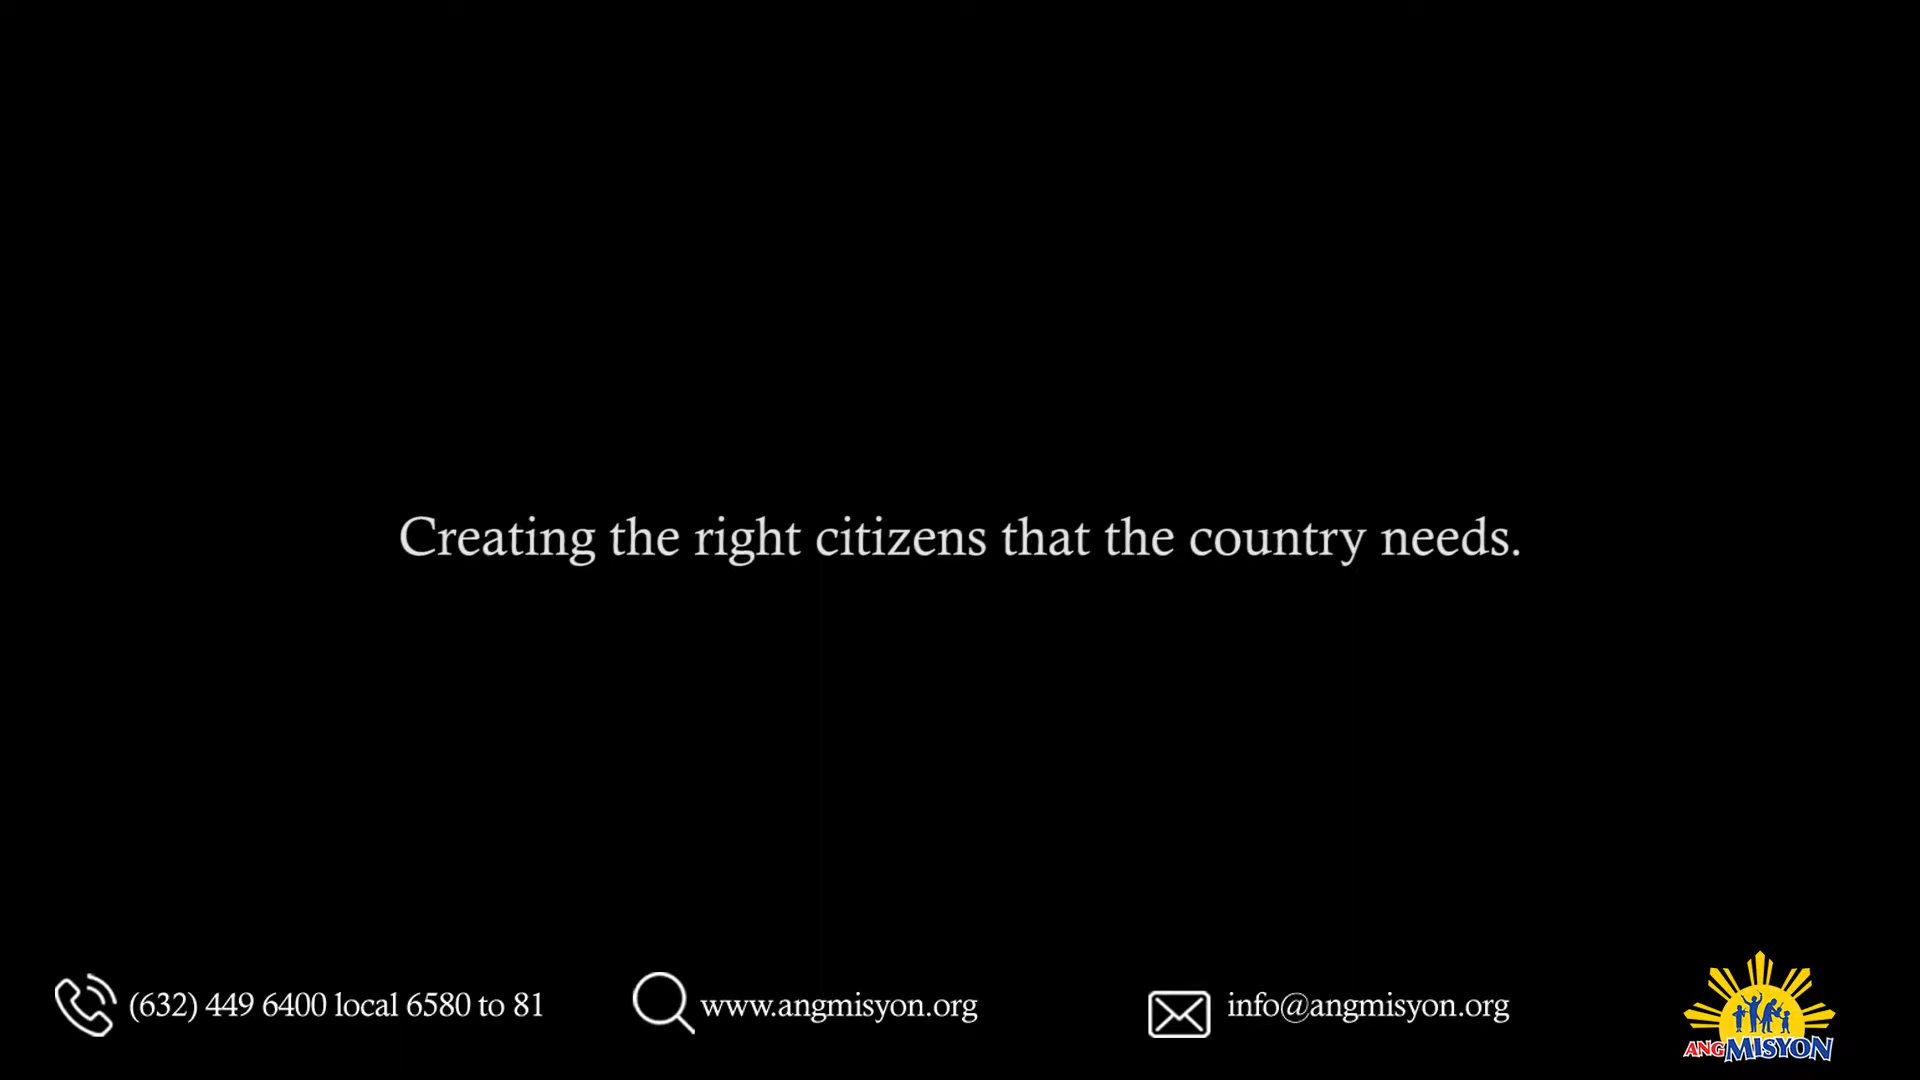 Creating the right citizens that the country needs.
(632) 449 6400 local 6580 to 81
www.angmisyon.org
info@angmisyon.org
ANG MISYON